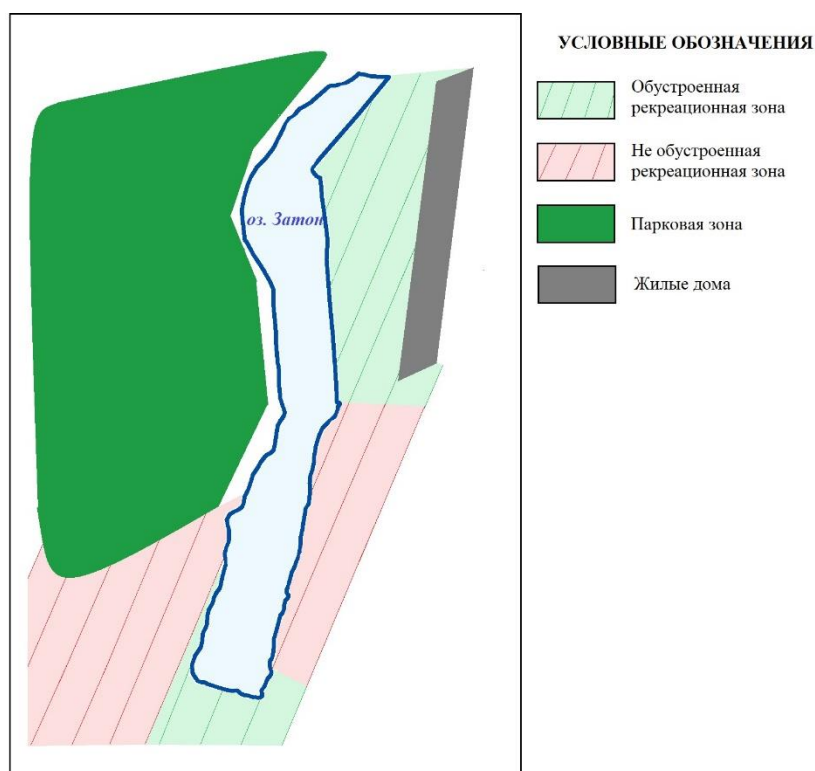 УСЛОВНЫЕ ОБОЗНАЧЕНИЯ
Обустроенная
рекреационная зона
Не обустроенная
рекреационная зона
оз. Затон
Парковая зона
Жилые дома